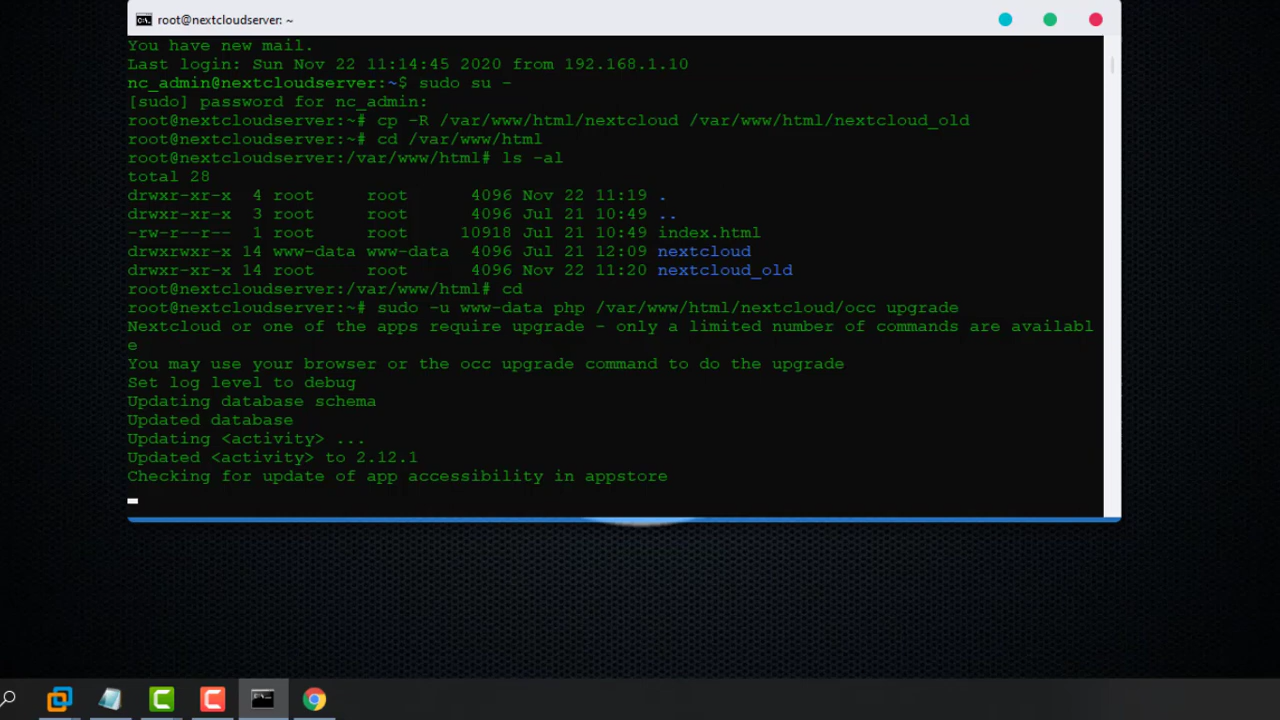 root@nextcloudserver: ~
You have new mail.
Last login: Sun Nov 22 11:14:45 2020 from 192.168.1.10
nc_admin@nextcloudserver:~$ sudo su -
[sudo] password for nc_admin:
root@nextcloudserver:~# cp -R /var/www/html/nextcloud /var/www/html/nextcloud_old
root@nextcloudserver:~# cd /var/www/html
root@nextcloudserver:/var/www/html# ls -al
total 28
drwxr-xr-x  4 root     root      4096 Nov 22 11:19 .
drwxr-xr-x  3 root     root      4096 Jul 21 10:49 ..
-rw-r--r--  1 root     root     10918 Jul 21 10:49 index.html
drwxrwxr-x 14 www-data www-data  4096 Jul 21 12:09 nextcloud
drwxr-xr-x 14 root     root      4096 Nov 22 11:20 nextcloud_old
root@nextcloudserver:/var/www/html# cd
root@nextcloudserver:~# sudo -u www-data php /var/www/html/nextcloud/occ upgrade
Nextcloud or one of the apps require upgrade - only a limited number of commands are availabl
e
You may use your browser or the occ upgrade command to do the upgrade
Set log level to debug
Updating database schema
Updated database
Updating <activity> ...
Updated <activity> to 2.12.1
Checking for update of app accessibility in appstore